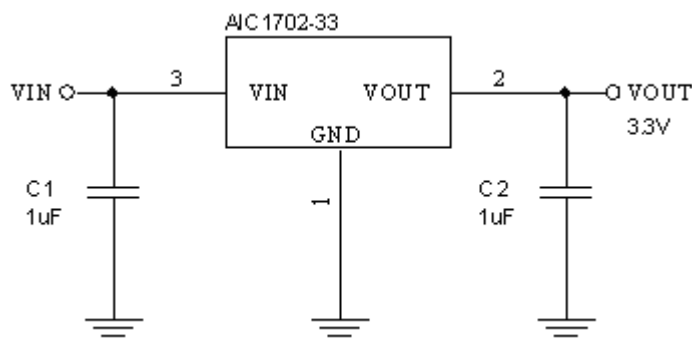 AIC1702-33
VIN
3
VIN
VOUT
2
VOUT
3.3V
GND
1
C1
1uF
C2
1uF